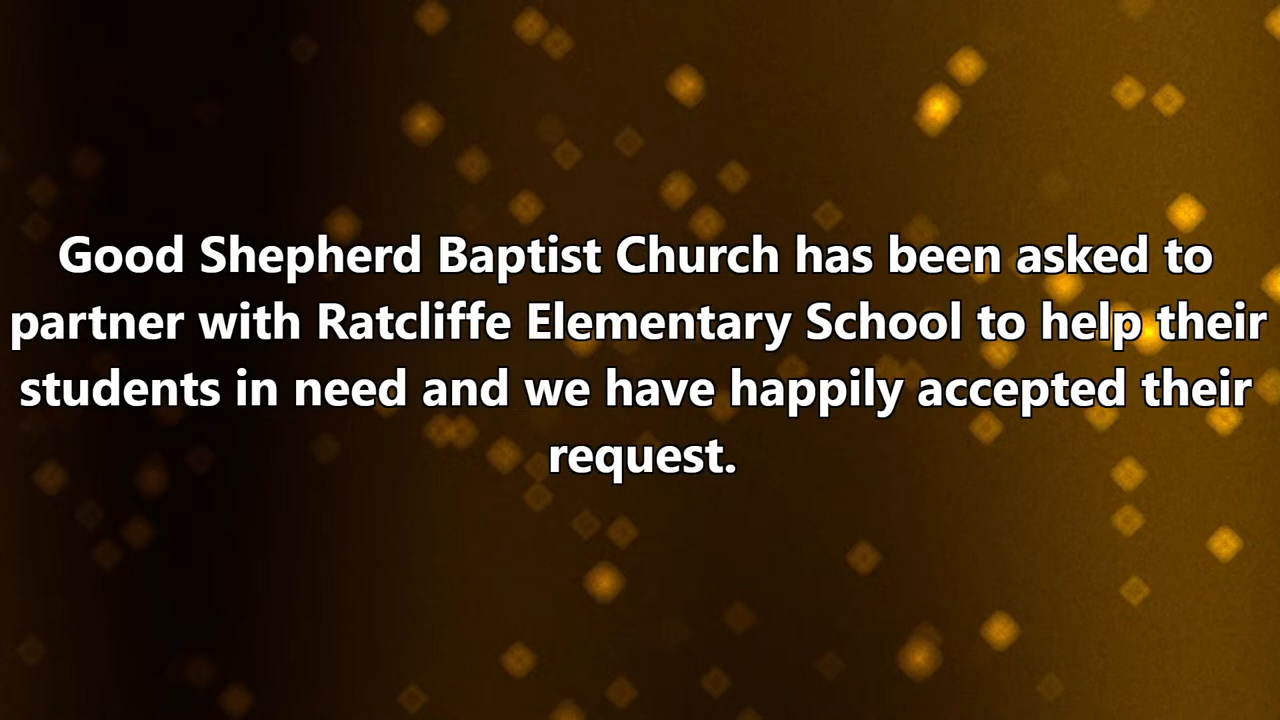 Good Shepherd Baptist Church has been asked to
partner with Ratcliffe Elementary School to help their
students in need and we have happily accepted their
request.